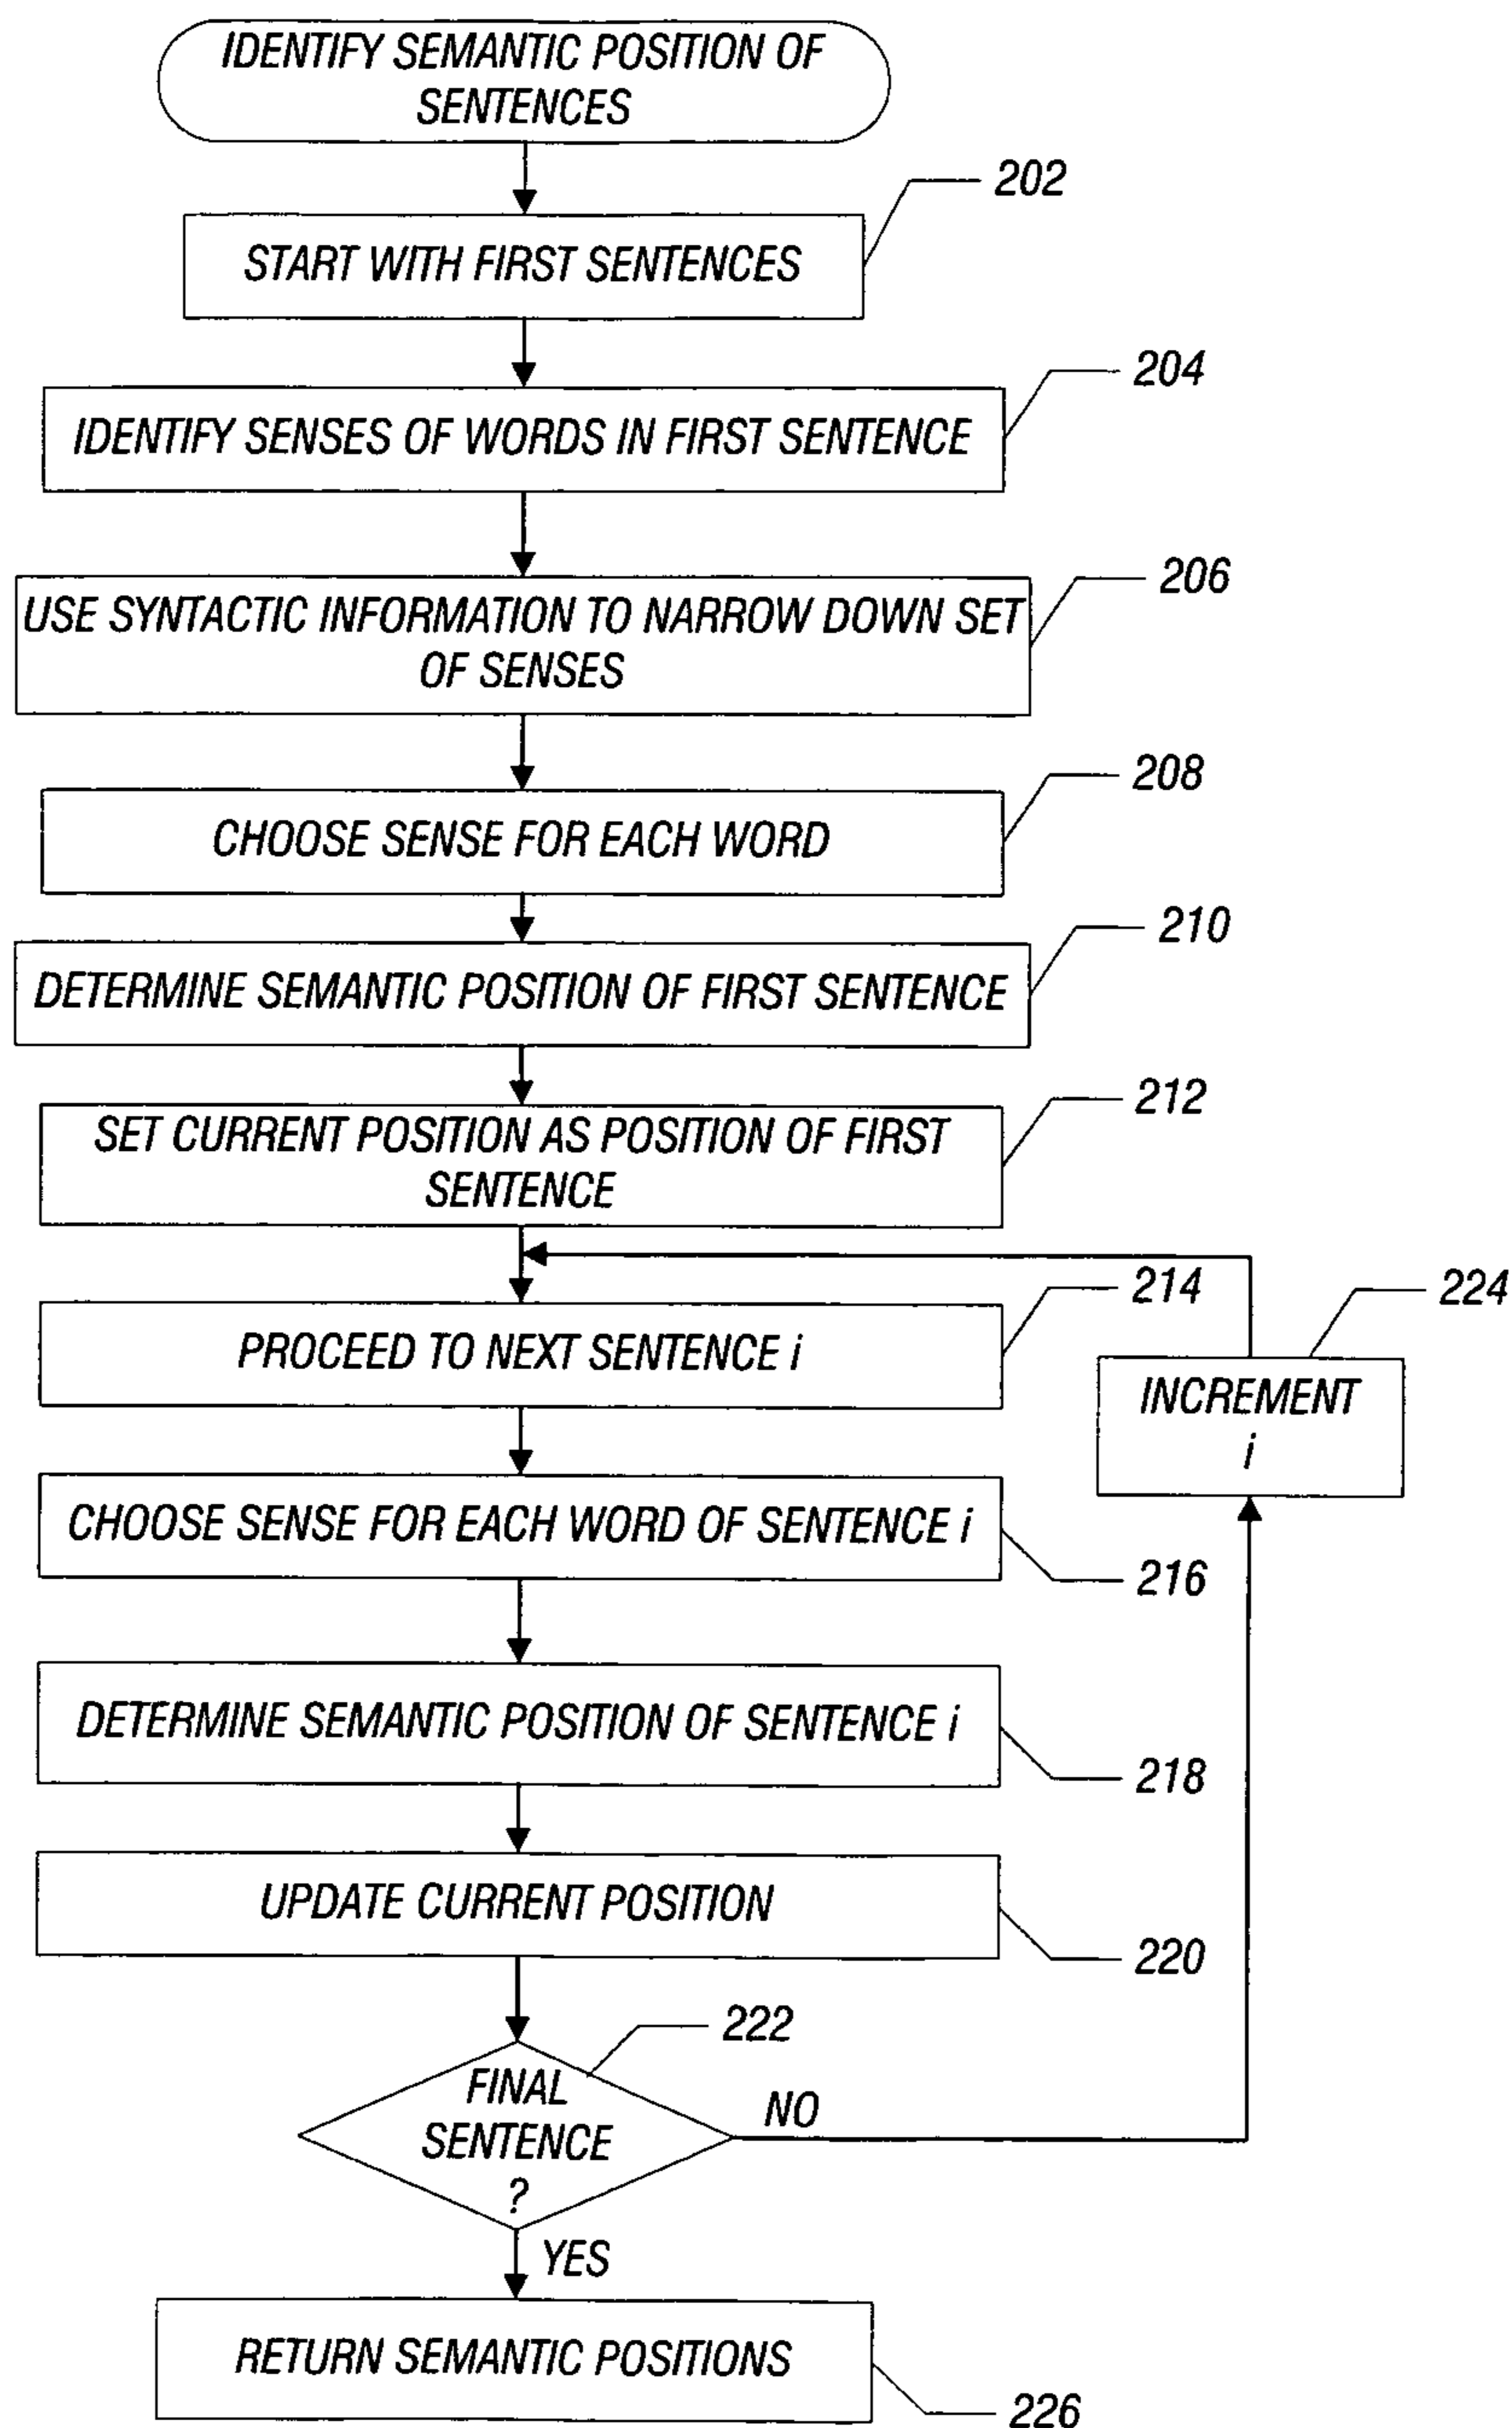 IDENTIFY SEMANTIC POSITION OF
SENTENCES
202
START WITH FIRST SENTENCES
204
IDENTIFY SENSES OF WORDS IN FIRST SENTENCE
206
USE SYNTACTIC INFORMATION TO NARROW DOWN SET
OF SENSES
208
CHOOSE SENSE FOR EACH WORD
210
DETERMINE SEMANTIC POSITION OF FIRST SENTENCE
212
SET CURRENT POSITION AS POSITION OF FIRST
SENTENCE
214
PROCEED TO NEXT SENTENCE i
224
INCREMENT
i
CHOOSE SENSE FOR EACH WORD OF SENTENCE i
216
DETERMINE SEMANTIC POSITION OF SENTENCE i
218
UPDATE CURRENT POSITION
220
222
FINAL
SENTENCE
?
NO
YES
RETURN SEMANTIC POSITIONS
226